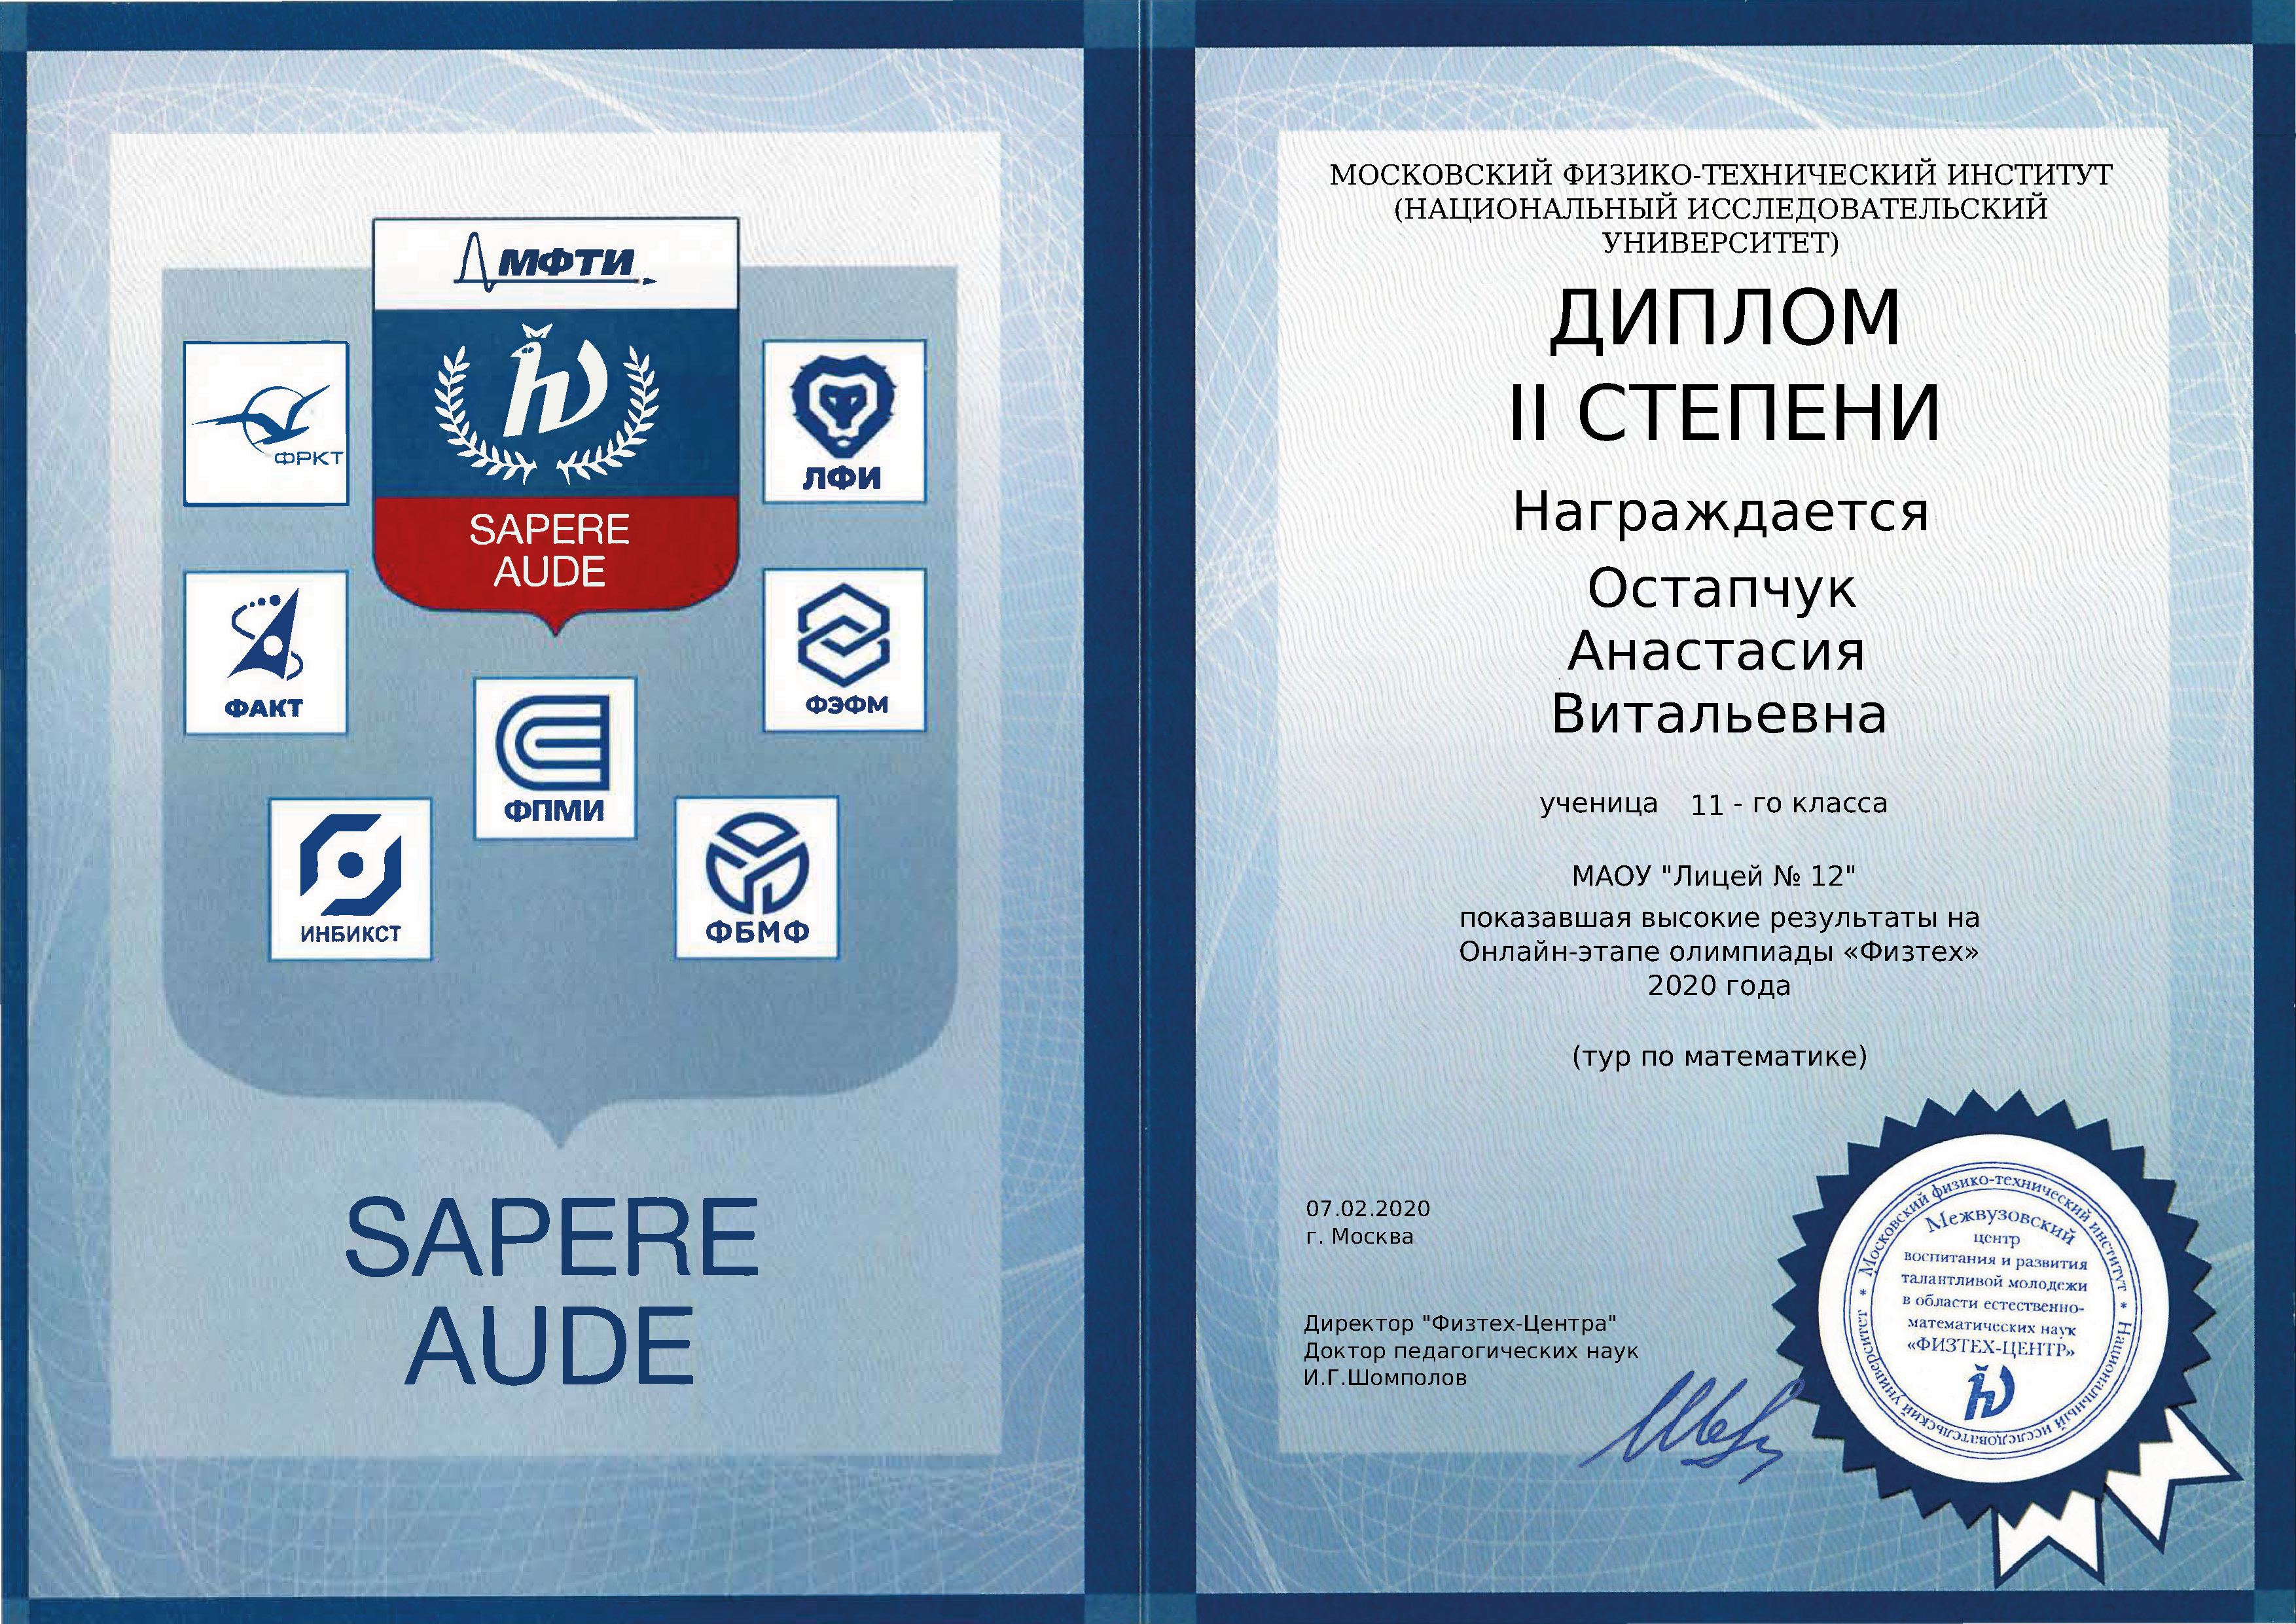 МФТИ
ФРКТ
ЛФИ
SAPERE
AUDE
ФАКТ
ФЭФМ
ФПМИ
ИНБИКСТ
ФБМФ
SAPERE
AUDE
МОСКОВСКИЙ ФИЗИКО-ТЕХНИЧЕСКИЙ ИНСТИТУТ
(НАЦИОНАЛЬНЫЙ ИССЛЕДОВАТЕЛЬСКИЙ
УНИВЕРСИТЕТ)
ДИПЛОМ
II СТЕПЕНИ
Награждается
Остапчук
Анастасия
Витальевна
ученица 11 - го класса
МАОУ "Лицей № 12"
показавшая высокие результаты на
Онлайн-этапе олимпиады «Физтех»
2020 года
(тур по математике)
07.02.2020
г. Москва
Директор "Физтех-Центра"
Доктор педагогических наук
И.Г.Шомполов
Московский физико-технический институт * Национальный исследовательский университет *
Межвузовский
центр
воспитания и развития
талантливой молодежи
в области естественно-
математических наук
«ФИЗТЕХ-ЦЕНТР»